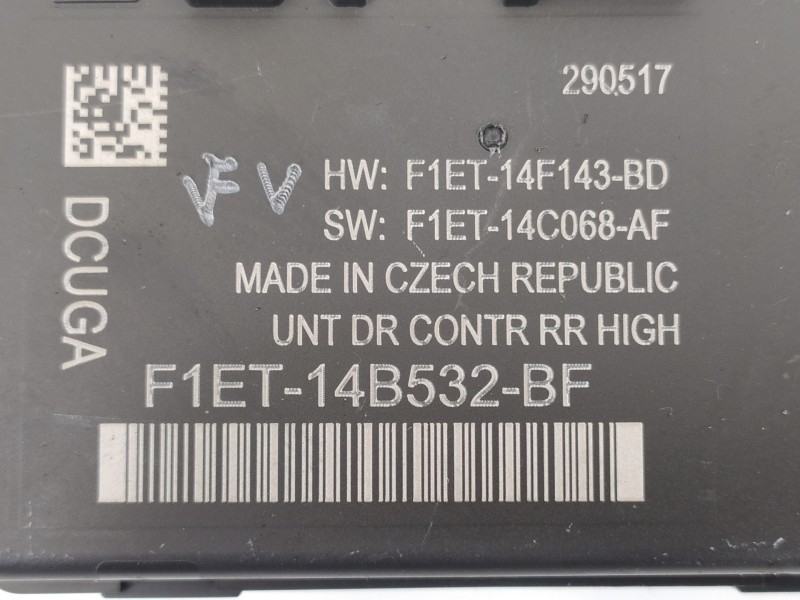 290517
VF V
HW: F1ET-14F143-BD
SW: F1ET-14C068-AF
MADE IN CZECH REPUBLIC
UNT DR CONTR RR HIGH
F1ET-14B532-BF
DCUGA